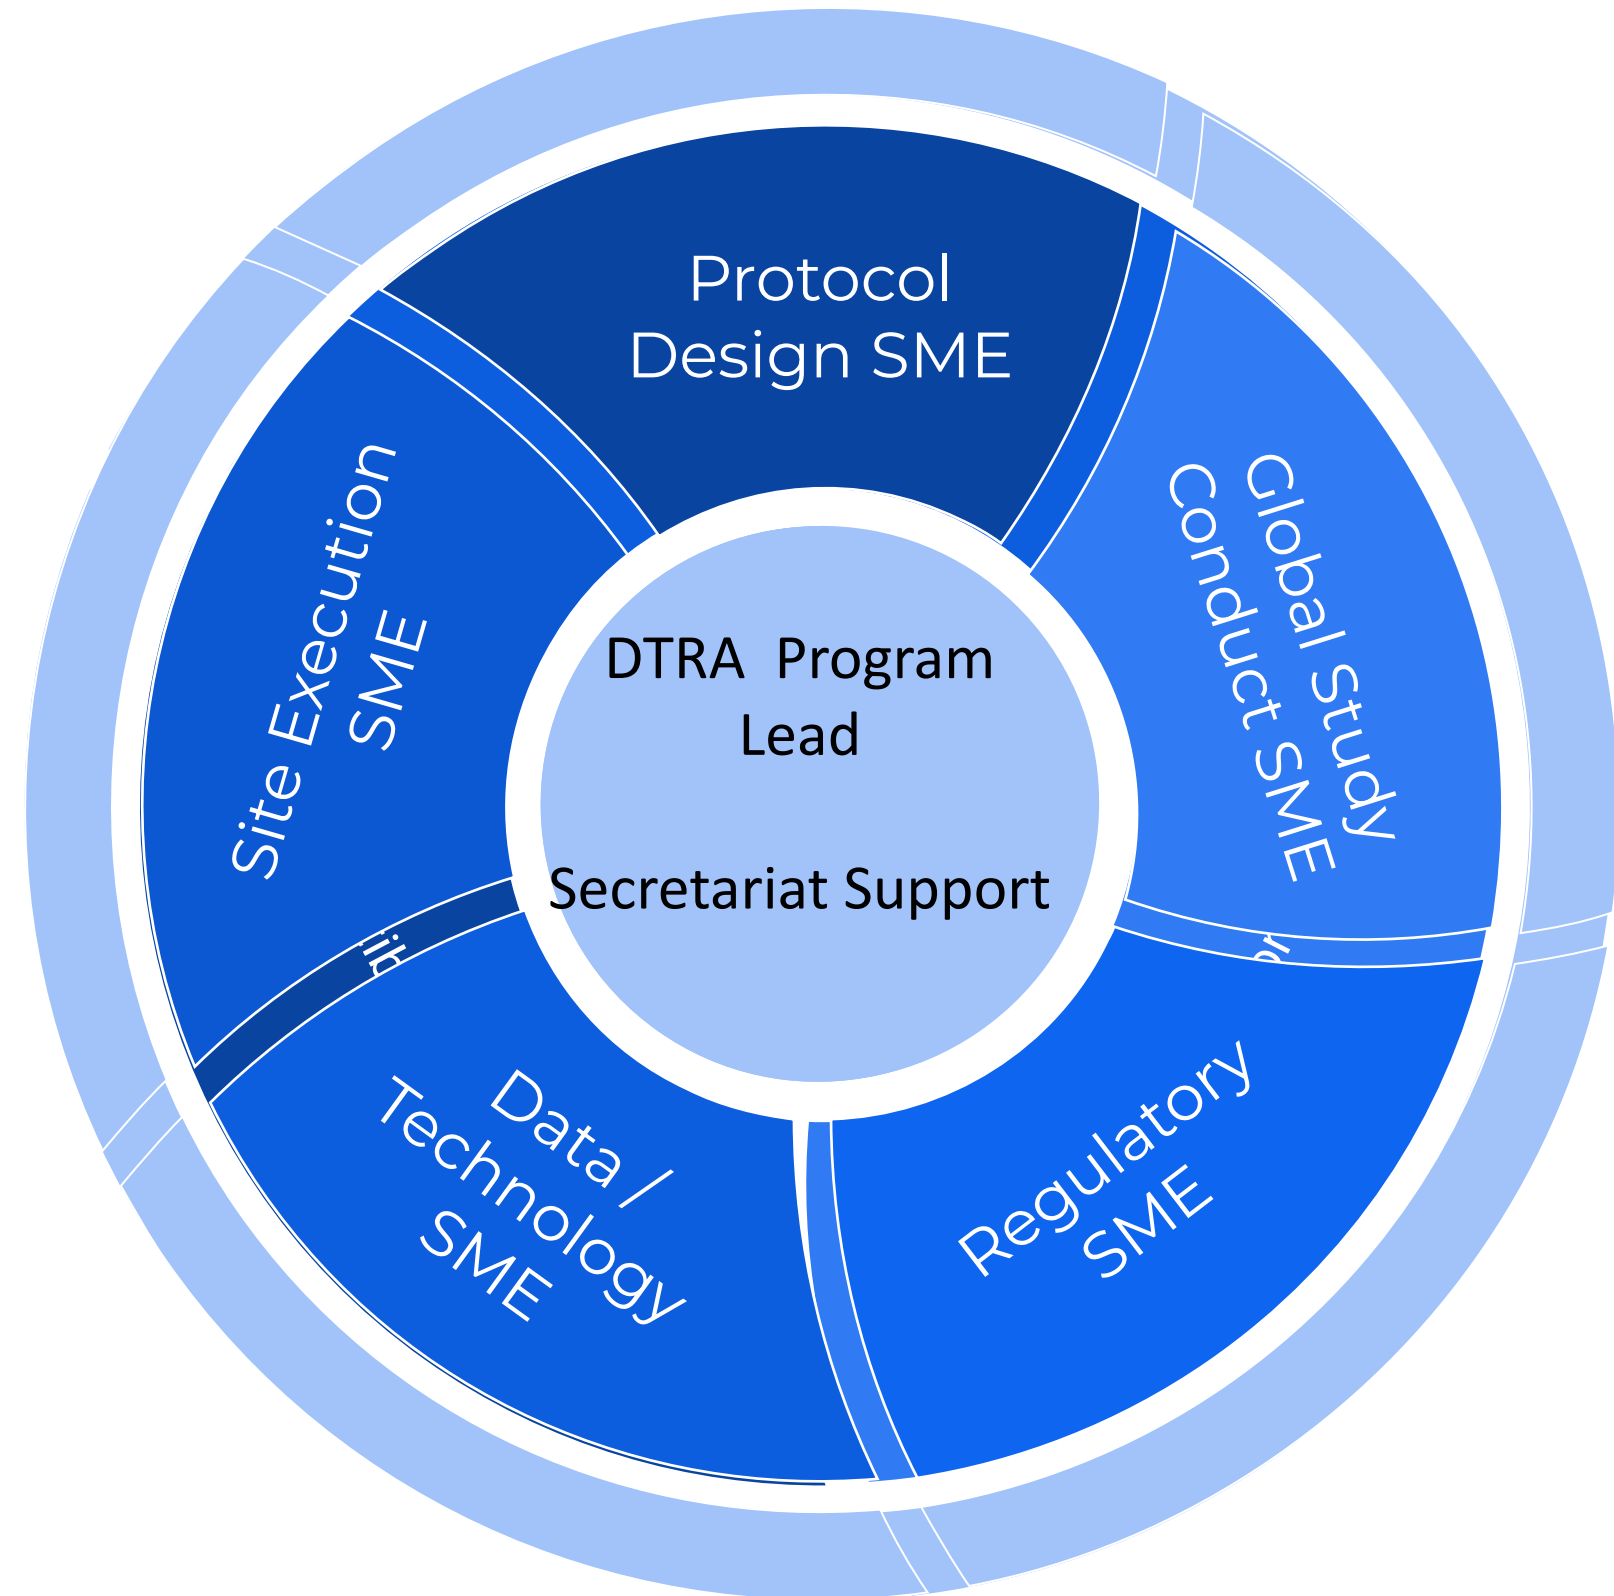 Protocol
Design SME
Global Study
Conduct SME
Regulatory
SME
Data /
Technology
SME
Site Execution
SME
DTRA  Program
Lead
Secretariat Support